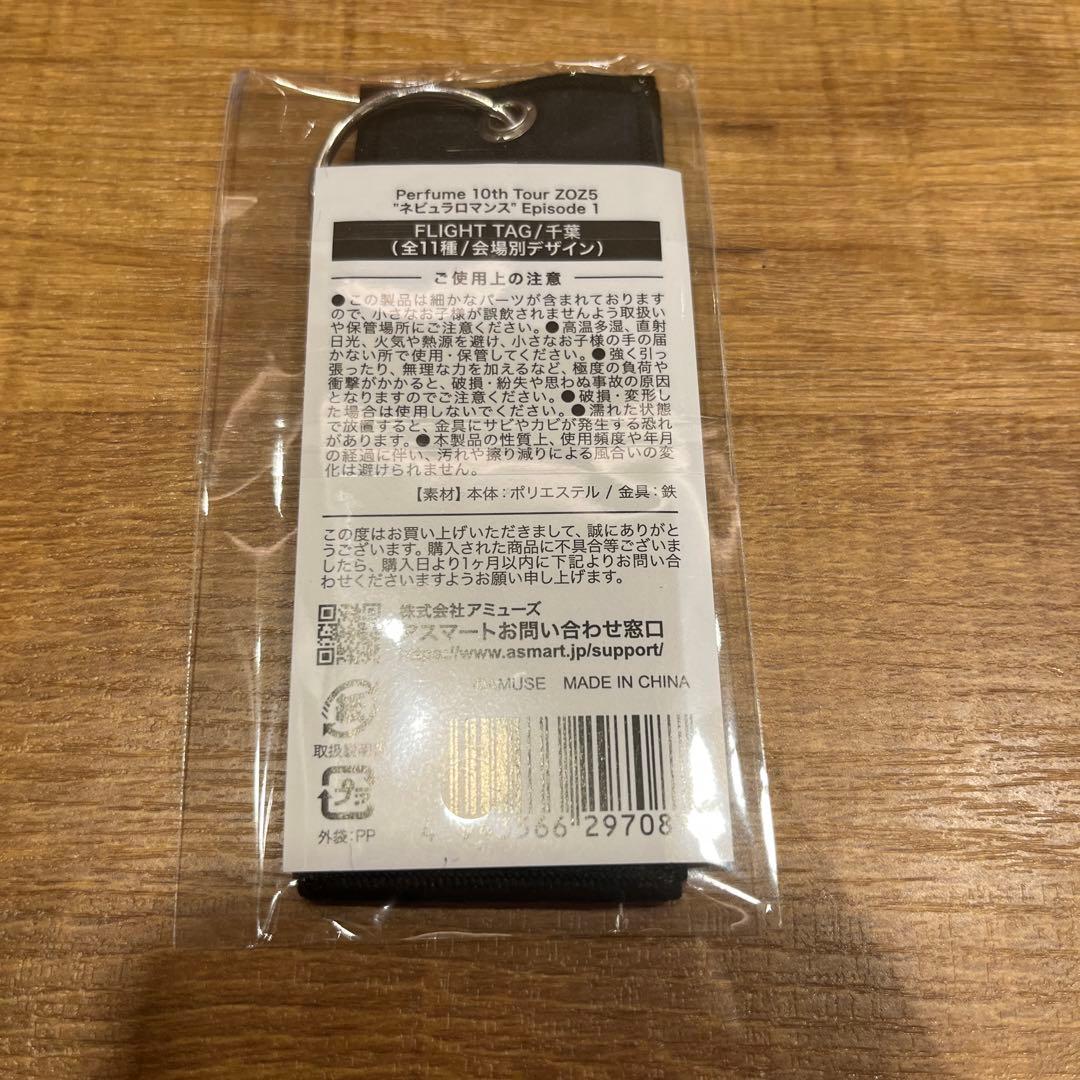 Perfume 10th Tour ZOZ5
"ネビュラロマンス" Episode 1
FLIGHT TAG/千葉
(全11種/会場別デザイン)
ご使用上の注意
●この製品は細かなパーツが含まれております
ので、小さなお子様が誤飲されませんよう取扱い
や保管場所にご注意ください。●高温多湿、直射
日光、火気や熱源を避け、小さなお子様の手の届
かない所で使用・保管してください。●強く引っ
張ったり、無理な力を加えるなど、極度の負荷や
衝撃がかかると、破損・紛失や思わぬ事故の原因
となりますのでご注意ください。●破損・変形し
た場合は使用しないでください。●濡れた状態
で放置すると、金具にサビやカビが発生する恐れ
があります。●本製品の性質上、使用頻度や年月
の経過に伴い、汚れや擦り減りによる風合いの変
化は避けられません。
【素材】本体：ポリエステル / 金具：鉄
この度はお買い上げいただきまして、誠にありがと
うございます。購入された商品に不具合等ございま
したら、購入日より1ヶ月以内に下記よりお問い合
わせくださいますようお願い申し上げます。
株式会社アミューズ
アスマートお問い合わせ窓口
https://www.asmart.jp/support/
AMUSE MADE IN CHINA
取扱説明
外袋：PP
566 29708